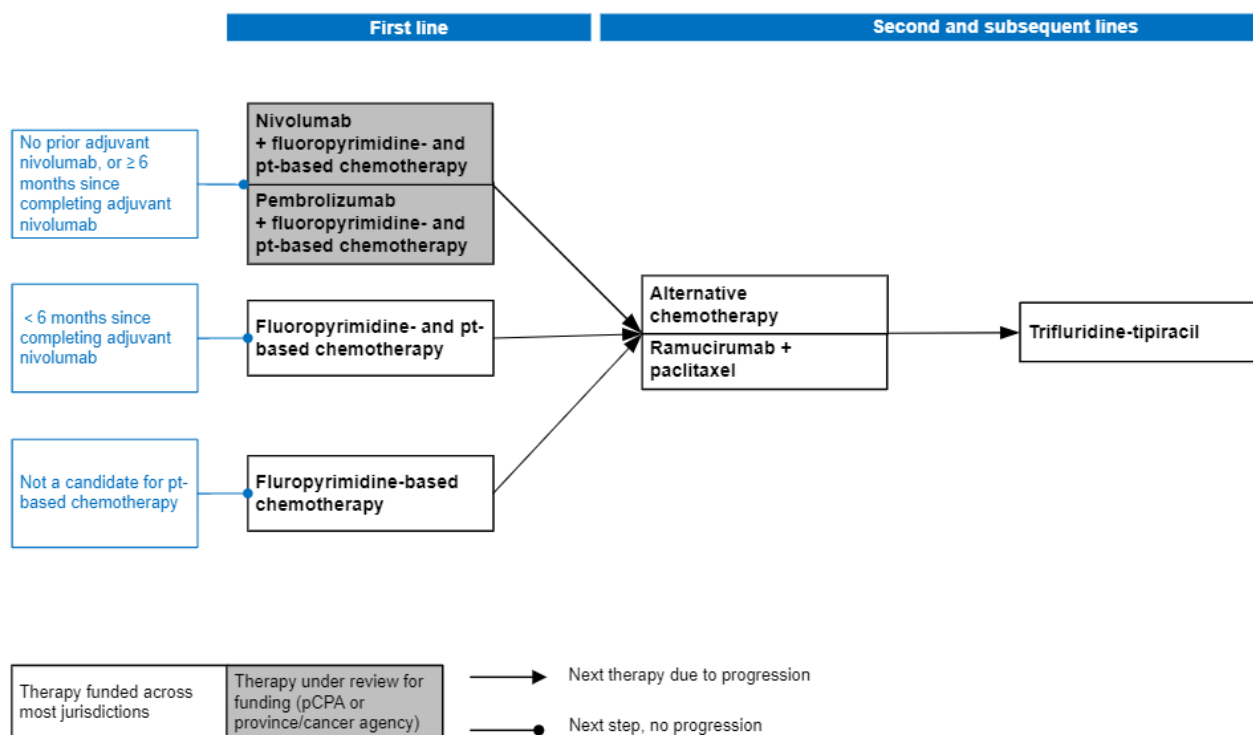 First line
Second and subsequent lines
No prior adjuvant
nivolumab, or ≥ 6
months since
completing adjuvant
nivolumab
Nivolumab
+ fluoropyrimidine- and
pt-based chemotherapy
Pembrolizumab
+ fluoropyrimidine- and
pt-based chemotherapy
< 6 months since
completing adjuvant
nivolumab
Fluoropyrimidine- and pt-
based chemotherapy
Not a candidate for pt-
based chemotherapy
Fluropyrimidine-based
chemotherapy
Alternative
chemotherapy
Ramucirumab +
paclitaxel
Trifluridine-tipiracil
Therapy funded across
most jurisdictions
Therapy under review for
funding (pCPA or
province/cancer agency)
Next therapy due to progression
Next step, no progression